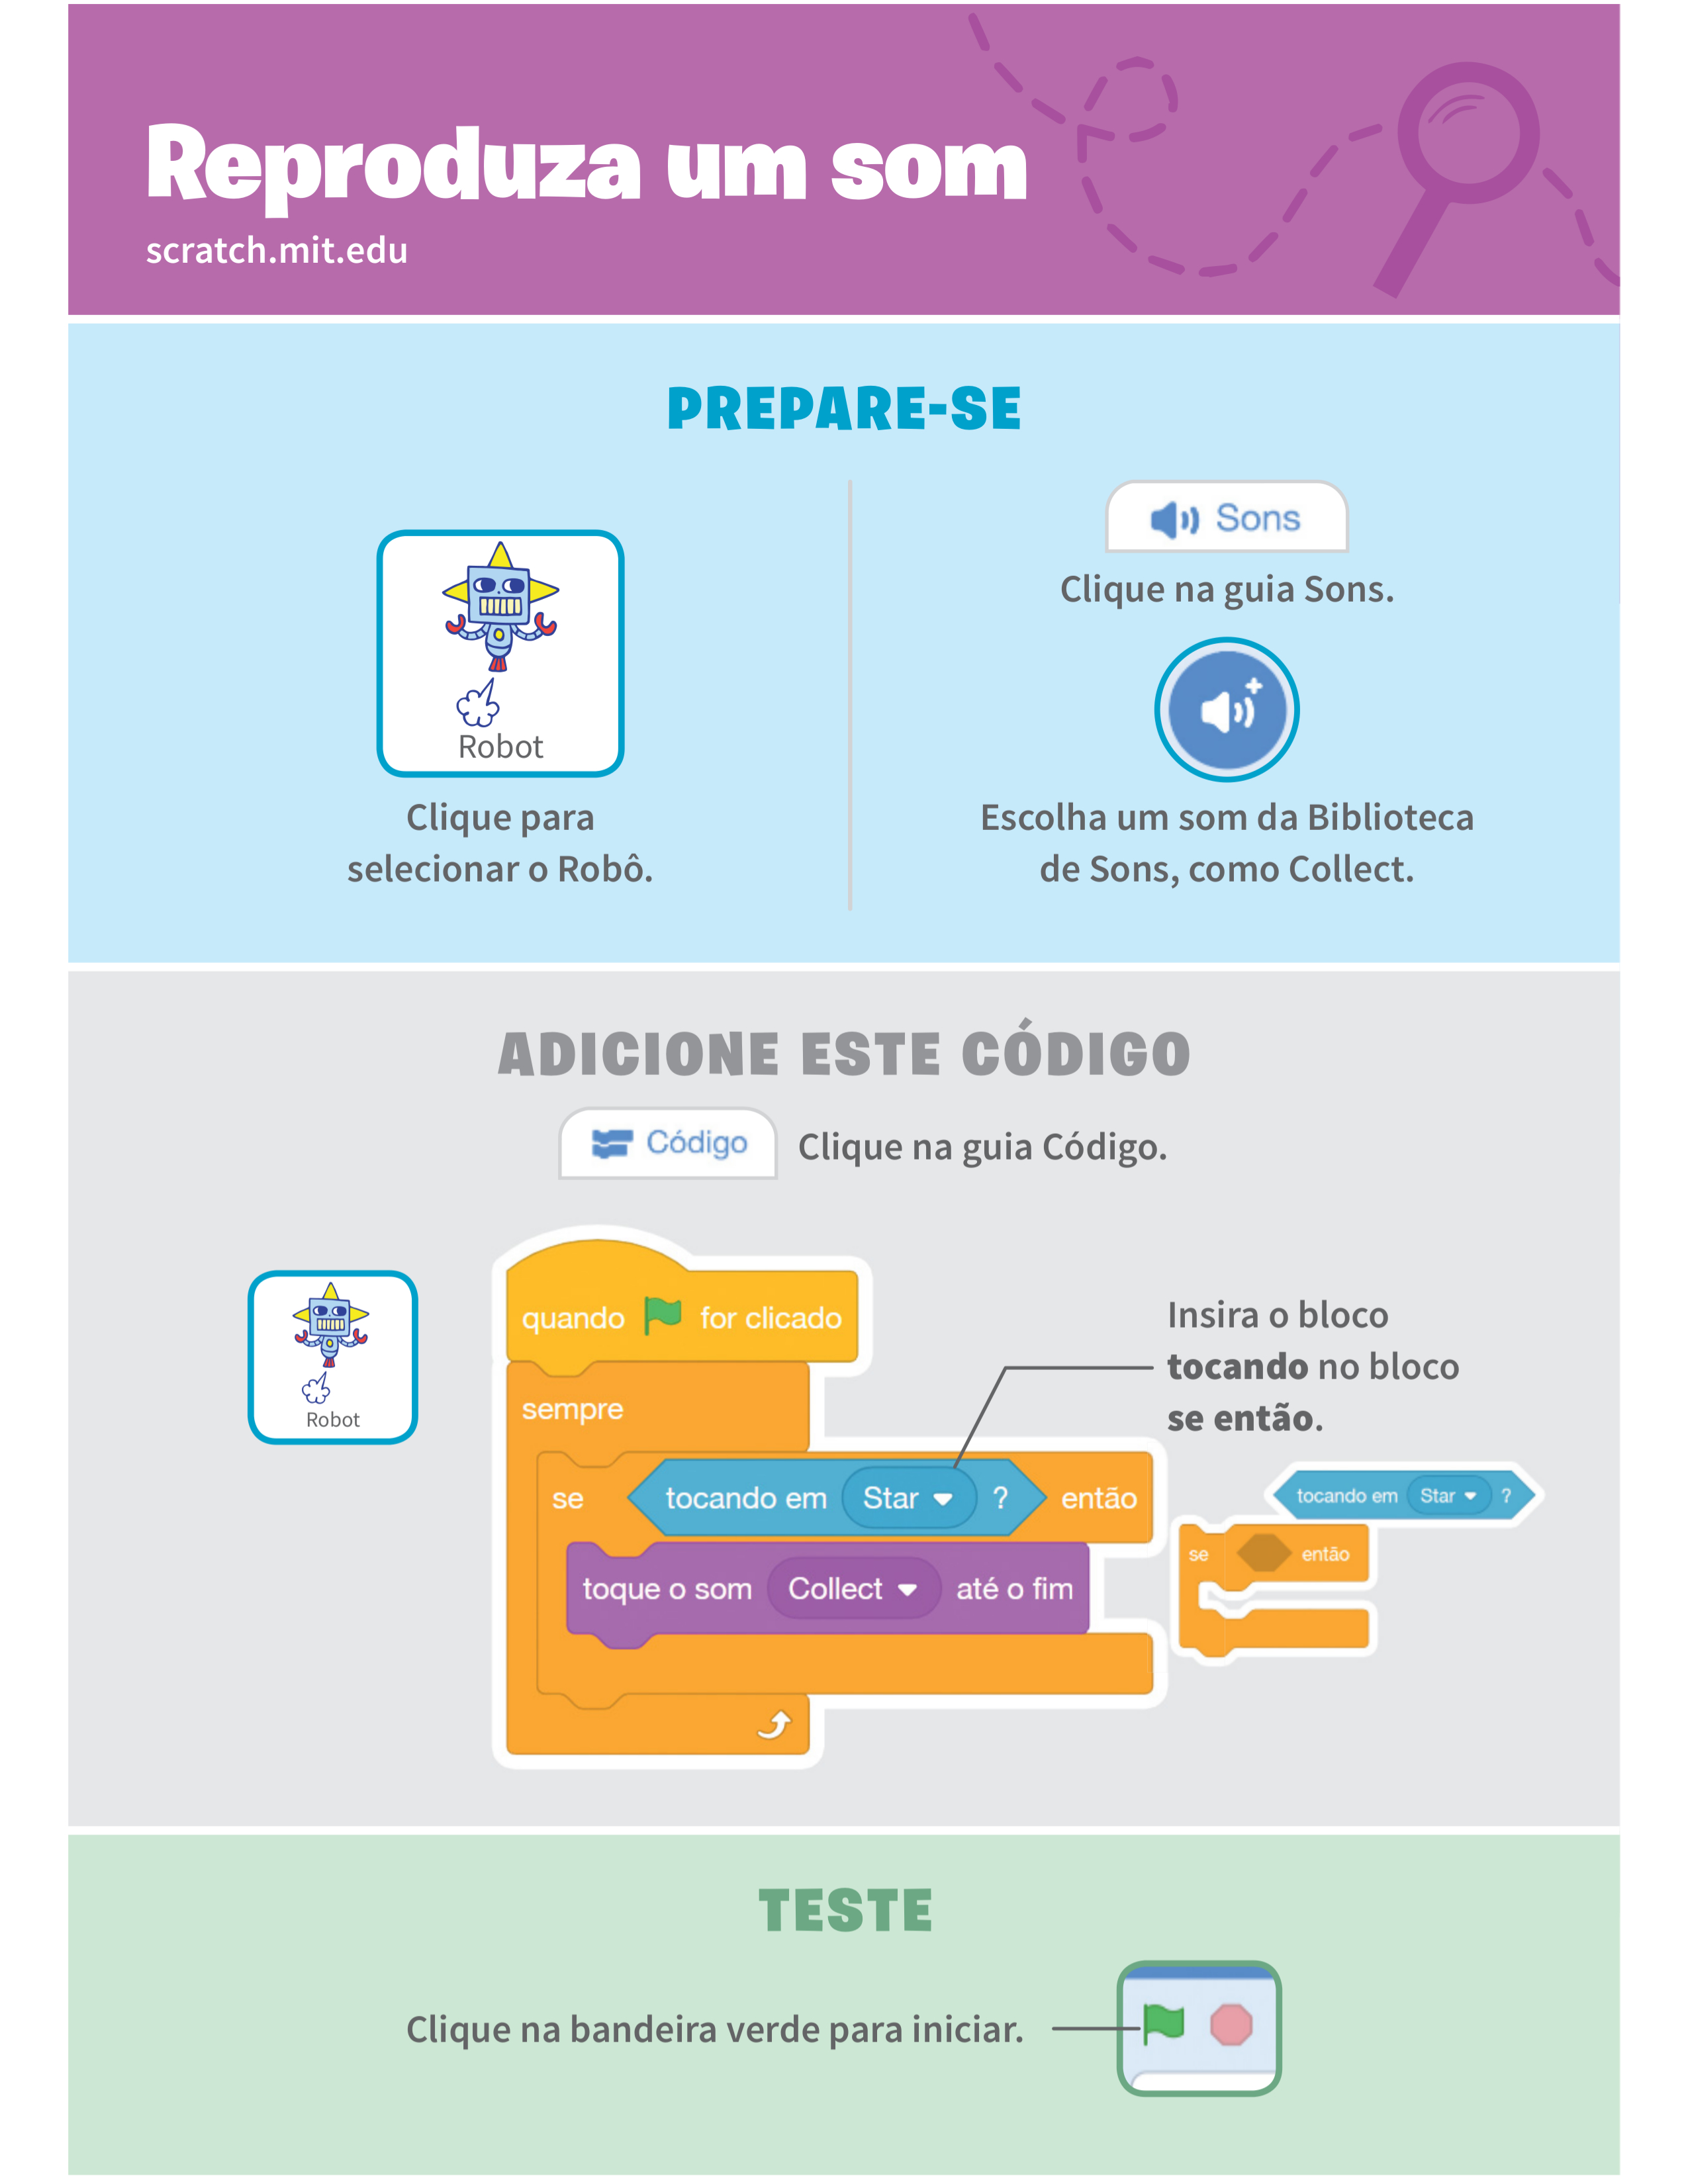 Reproduza um som
scratch.mit.edu
PREPARE-SE
Robot
Clique para
selecionar o Robô.
Sons
Clique na guia Sons.
Escolha um som da Biblioteca
de Sons, como Collect.
ADICIONE ESTE CÓDIGO
Código
Clique na guia Código.
Robot
quando for clicado
sempre
se tocando em Star ? então
toque o som Collect até o fim
Insira o bloco
tocando no bloco
se então.
tocando em Star ?
se então
TESTE
Clique na bandeira verde para iniciar.